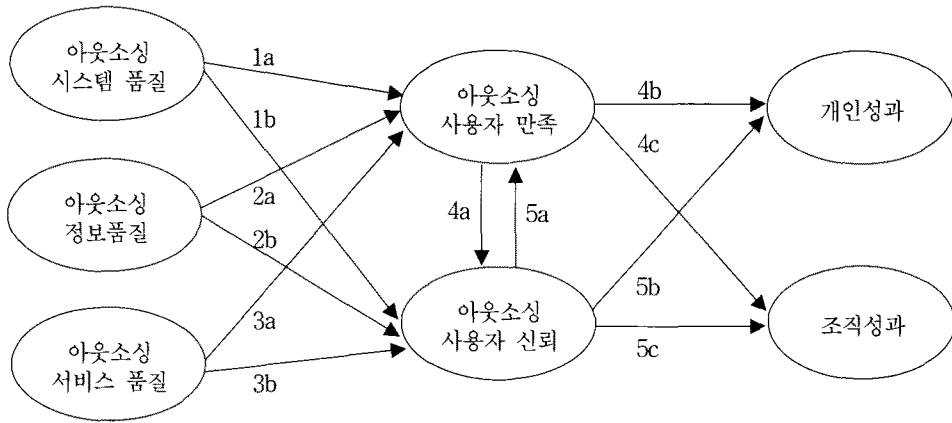 아웃소싱
시스템 품질
아웃소싱
정보품질
아웃소싱
서비스 품질
1a
1b
2a
2b
3a
3b
아웃소싱
사용자 만족
4a
5a
아웃소싱
사용자 신뢰
4b
4c
5b
5c
개인성과
조직성과